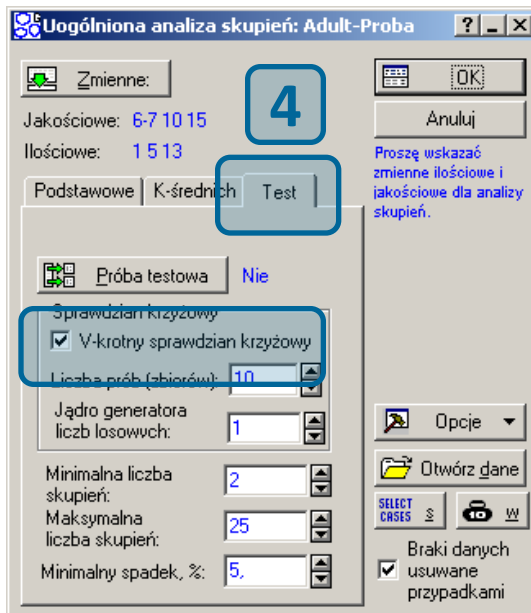 Uogólniona analiza skupień: Adult-Proba
Zmienne:
Jakościowe: 6-7 10 15
Ilościowe: 1 5 13
4
OK
Anuluj
Proszę wskazać
zmienne ilościowe i
jakościowe dla analizy
skupień.
Podstawowe K-średnich Test
Próba testowa Nie
Sprawdzian krzyżowy
V-krotny sprawdzian krzyżowy
Liczba prób (zbiorów): 10
Jądro generatora
liczb losowych: 1
Minimalna liczba
skupień: 2
Maksymalna
liczba skupień: 25
Minimalny spadek, %: 5,
Opcje
Otwórz dane
SELECT
CASES S
10 W
Braki danych
usuwane
przypadkami